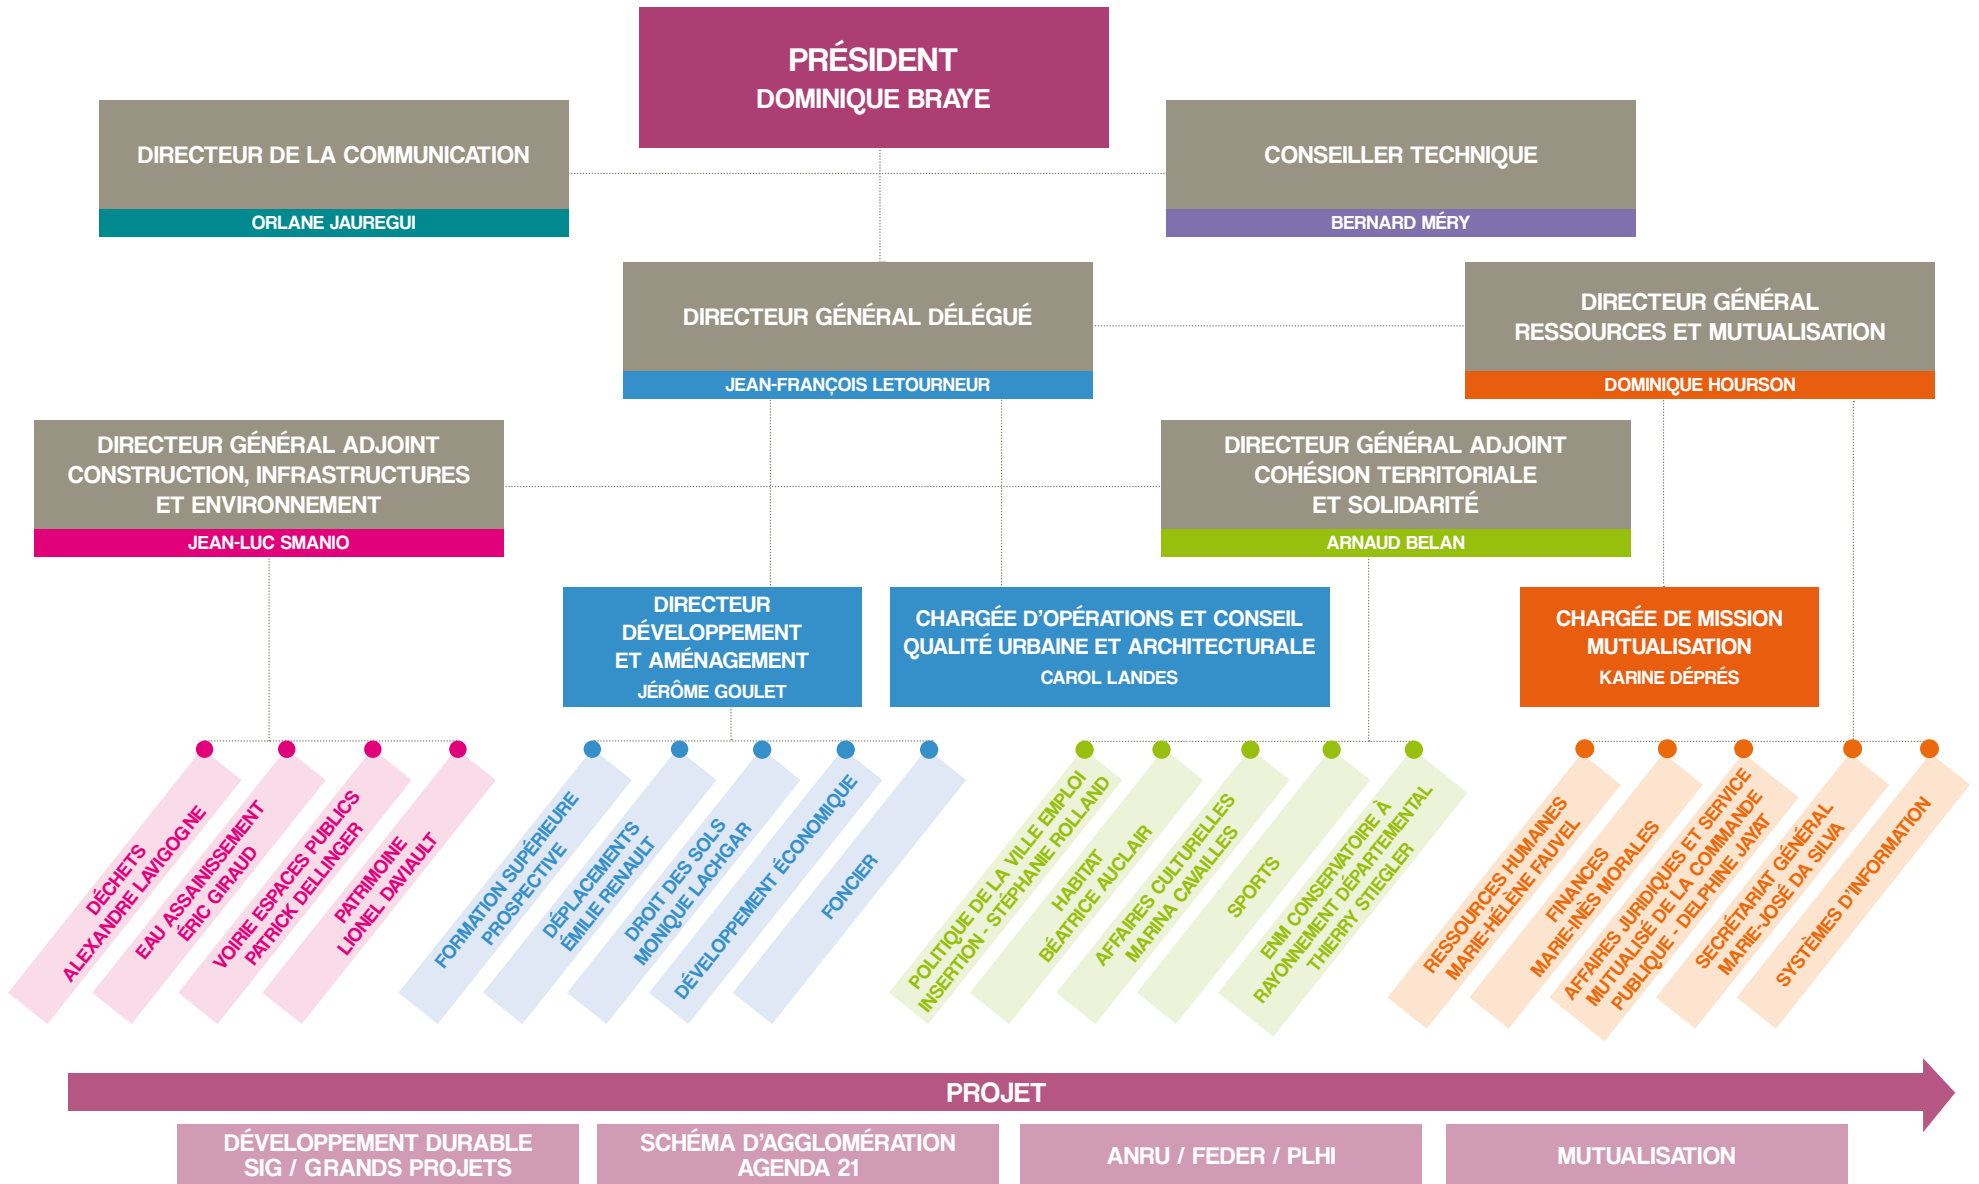 PRÉSIDENT
DOMINIQUE BRAYE
DIRECTEUR DE LA COMMUNICATION
ORLANE JAUREGUI
CONSEILLER TECHNIQUE
BERNARD MÉRY
DIRECTEUR GÉNÉRAL DÉLÉGUÉ
JEAN-FRANÇOIS LETOURNEUR
DIRECTEUR GÉNÉRAL
RESSOURCES ET MUTUALISATION
DOMINIQUE HOURSON
DIRECTEUR GÉNÉRAL ADJOINT
CONSTRUCTION, INFRASTRUCTURES
ET ENVIRONNEMENT
JEAN-LUC SMANIO
DIRECTEUR GÉNÉRAL ADJOINT
COHÉSION TERRITORIALE
ET SOLIDARITÉ
ARNAUD BELAN
DIRECTEUR
DÉVELOPPEMENT
ET AMÉNAGEMENT
JÉRÔME GOULET
CHARGÉE D'OPÉRATIONS ET CONSEIL
QUALITÉ URBAINE ET ARCHITECTURALE
CAROL LANDES
CHARGÉE DE MISSION
MUTUALISATION
KARINE DÉPRÉS
DÉCHETS
ALEXANDRE LAVIGOGNE
EAU ASSAINISSEMENT
ÉRIC GIRAUD
VOIRIE ESPACES PUBLICS
PATRICK DELLINGER
PATRIMOINE
LIONEL DAVIAULT
FORMATION SUPÉRIEURE
PROSPECTIVE
DÉPLACEMENTS
ÉMILIE RENAULT
DROIT DES SOLS
MONIQUE LACHGAR
DÉVELOPPEMENT ÉCONOMIQUE
FONCIER
POLITIQUE DE LA VILLE EMPLOI
INSERTION - STÉPHANIE ROLLAND
HABITAT
BÉATRICE AUCLAIR
AFFAIRES CULTURELLES
MARINA CAVAILLES
SPORTS
ENM CONSERVATOIRE À
RAYONNEMENT DÉPARTEMENTAL
THIERRY STIEGLER
RESSOURCES HUMAINES
MARIE-HÉLÈNE FAUVEL
FINANCES
MARIE-INÈS MORALES
AFFAIRES JURIDIQUES ET SERVICE
MUTUALISÉ DE LA COMMANDE
PUBLIQUE - DELPHINE JAYAT
SECRÉTARIAT GÉNÉRAL
MARIE-JOSÉ DA SILVA
SYSTÈMES D'INFORMATION
PROJET
DÉVELOPPEMENT DURABLE
SIG / GRANDS PROJETS
SCHÉMA D'AGGLOMÉRATION
AGENDA 21
ANRU / FEDER / PLHI
MUTUALISATION